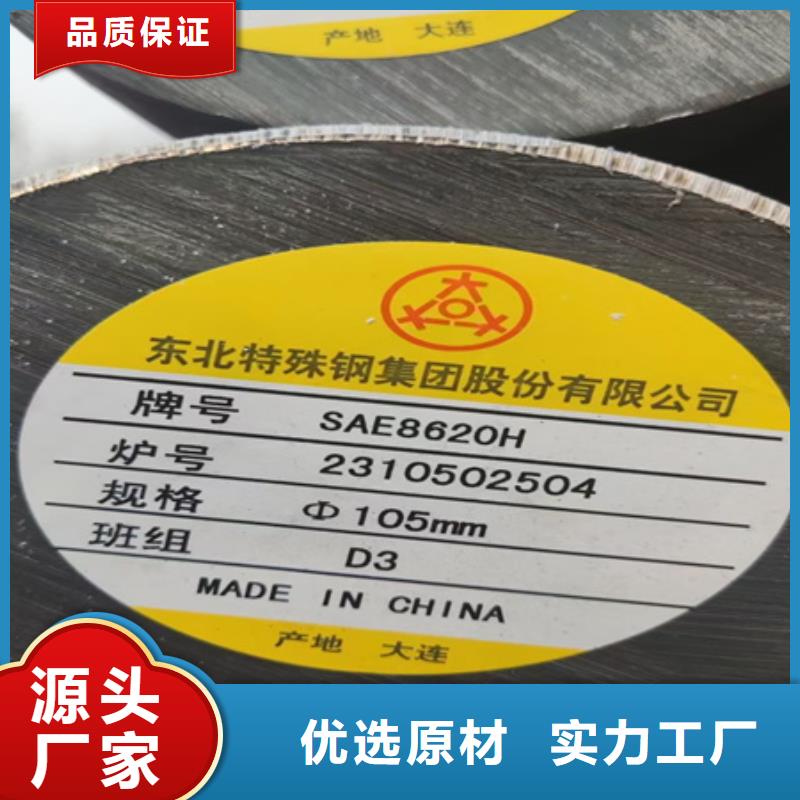 品质保证
产地 大连
东北特殊钢集团股份有限公司
牌号 SAE8620H
炉号 2310502504
规格 Φ105mm
班组 D3
MADE IN CHINA
产地 大连
源头
厂家
优选原材 实力工厂